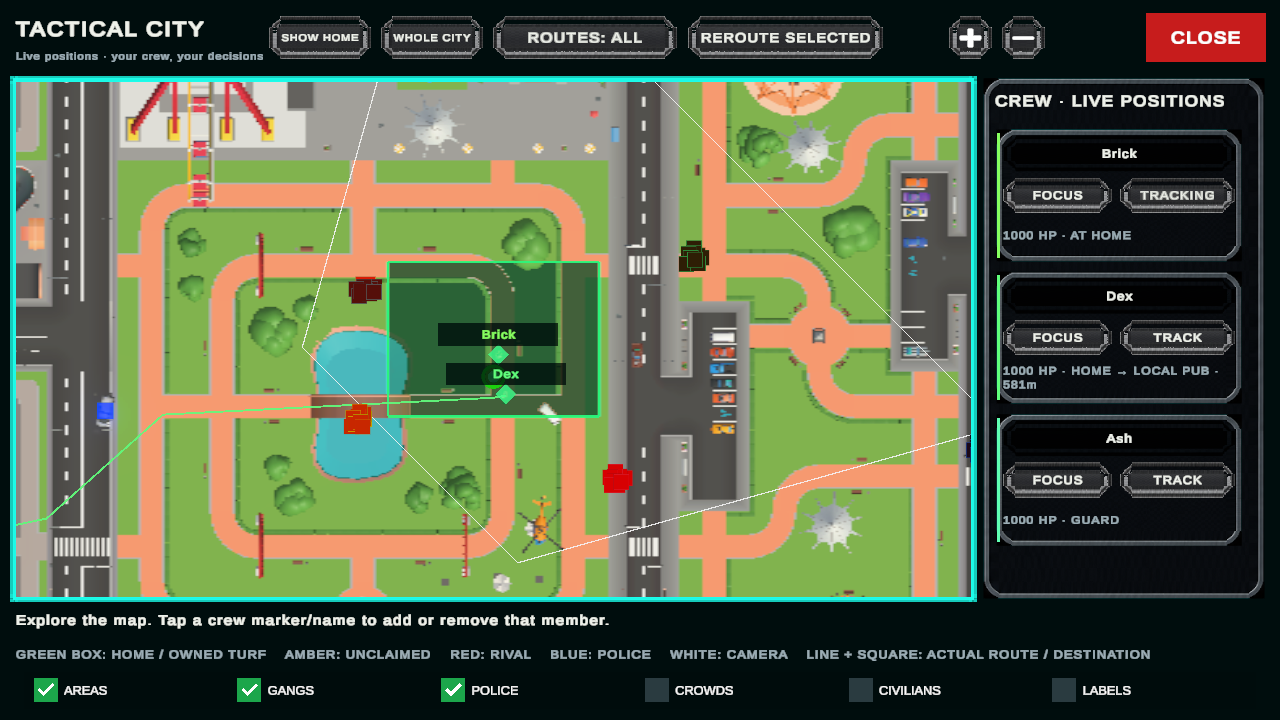 TACTICAL CITY
Live positions · your crew, your decisions
SHOW HOME
WHOLE CITY
ROUTES: ALL
REROUTE SELECTED
CLOSE
CREW · LIVE POSITIONS
Brick
FOCUS
TRACKING
1000 HP · AT HOME
Dex
FOCUS
TRACK
1000 HP · HOME → LOCAL PUB ·
581m
Ash
FOCUS
TRACK
1000 HP · GUARD
Brick
Dex
Explore the map. Tap a crew marker/name to add or remove that member.
GREEN BOX: HOME / OWNED TURF AMBER: UNCLAIMED RED: RIVAL BLUE: POLICE WHITE: CAMERA LINE + SQUARE: ACTUAL ROUTE / DESTINATION
AREAS
GANGS
POLICE
CROWDS
CIVILIANS
LABELS